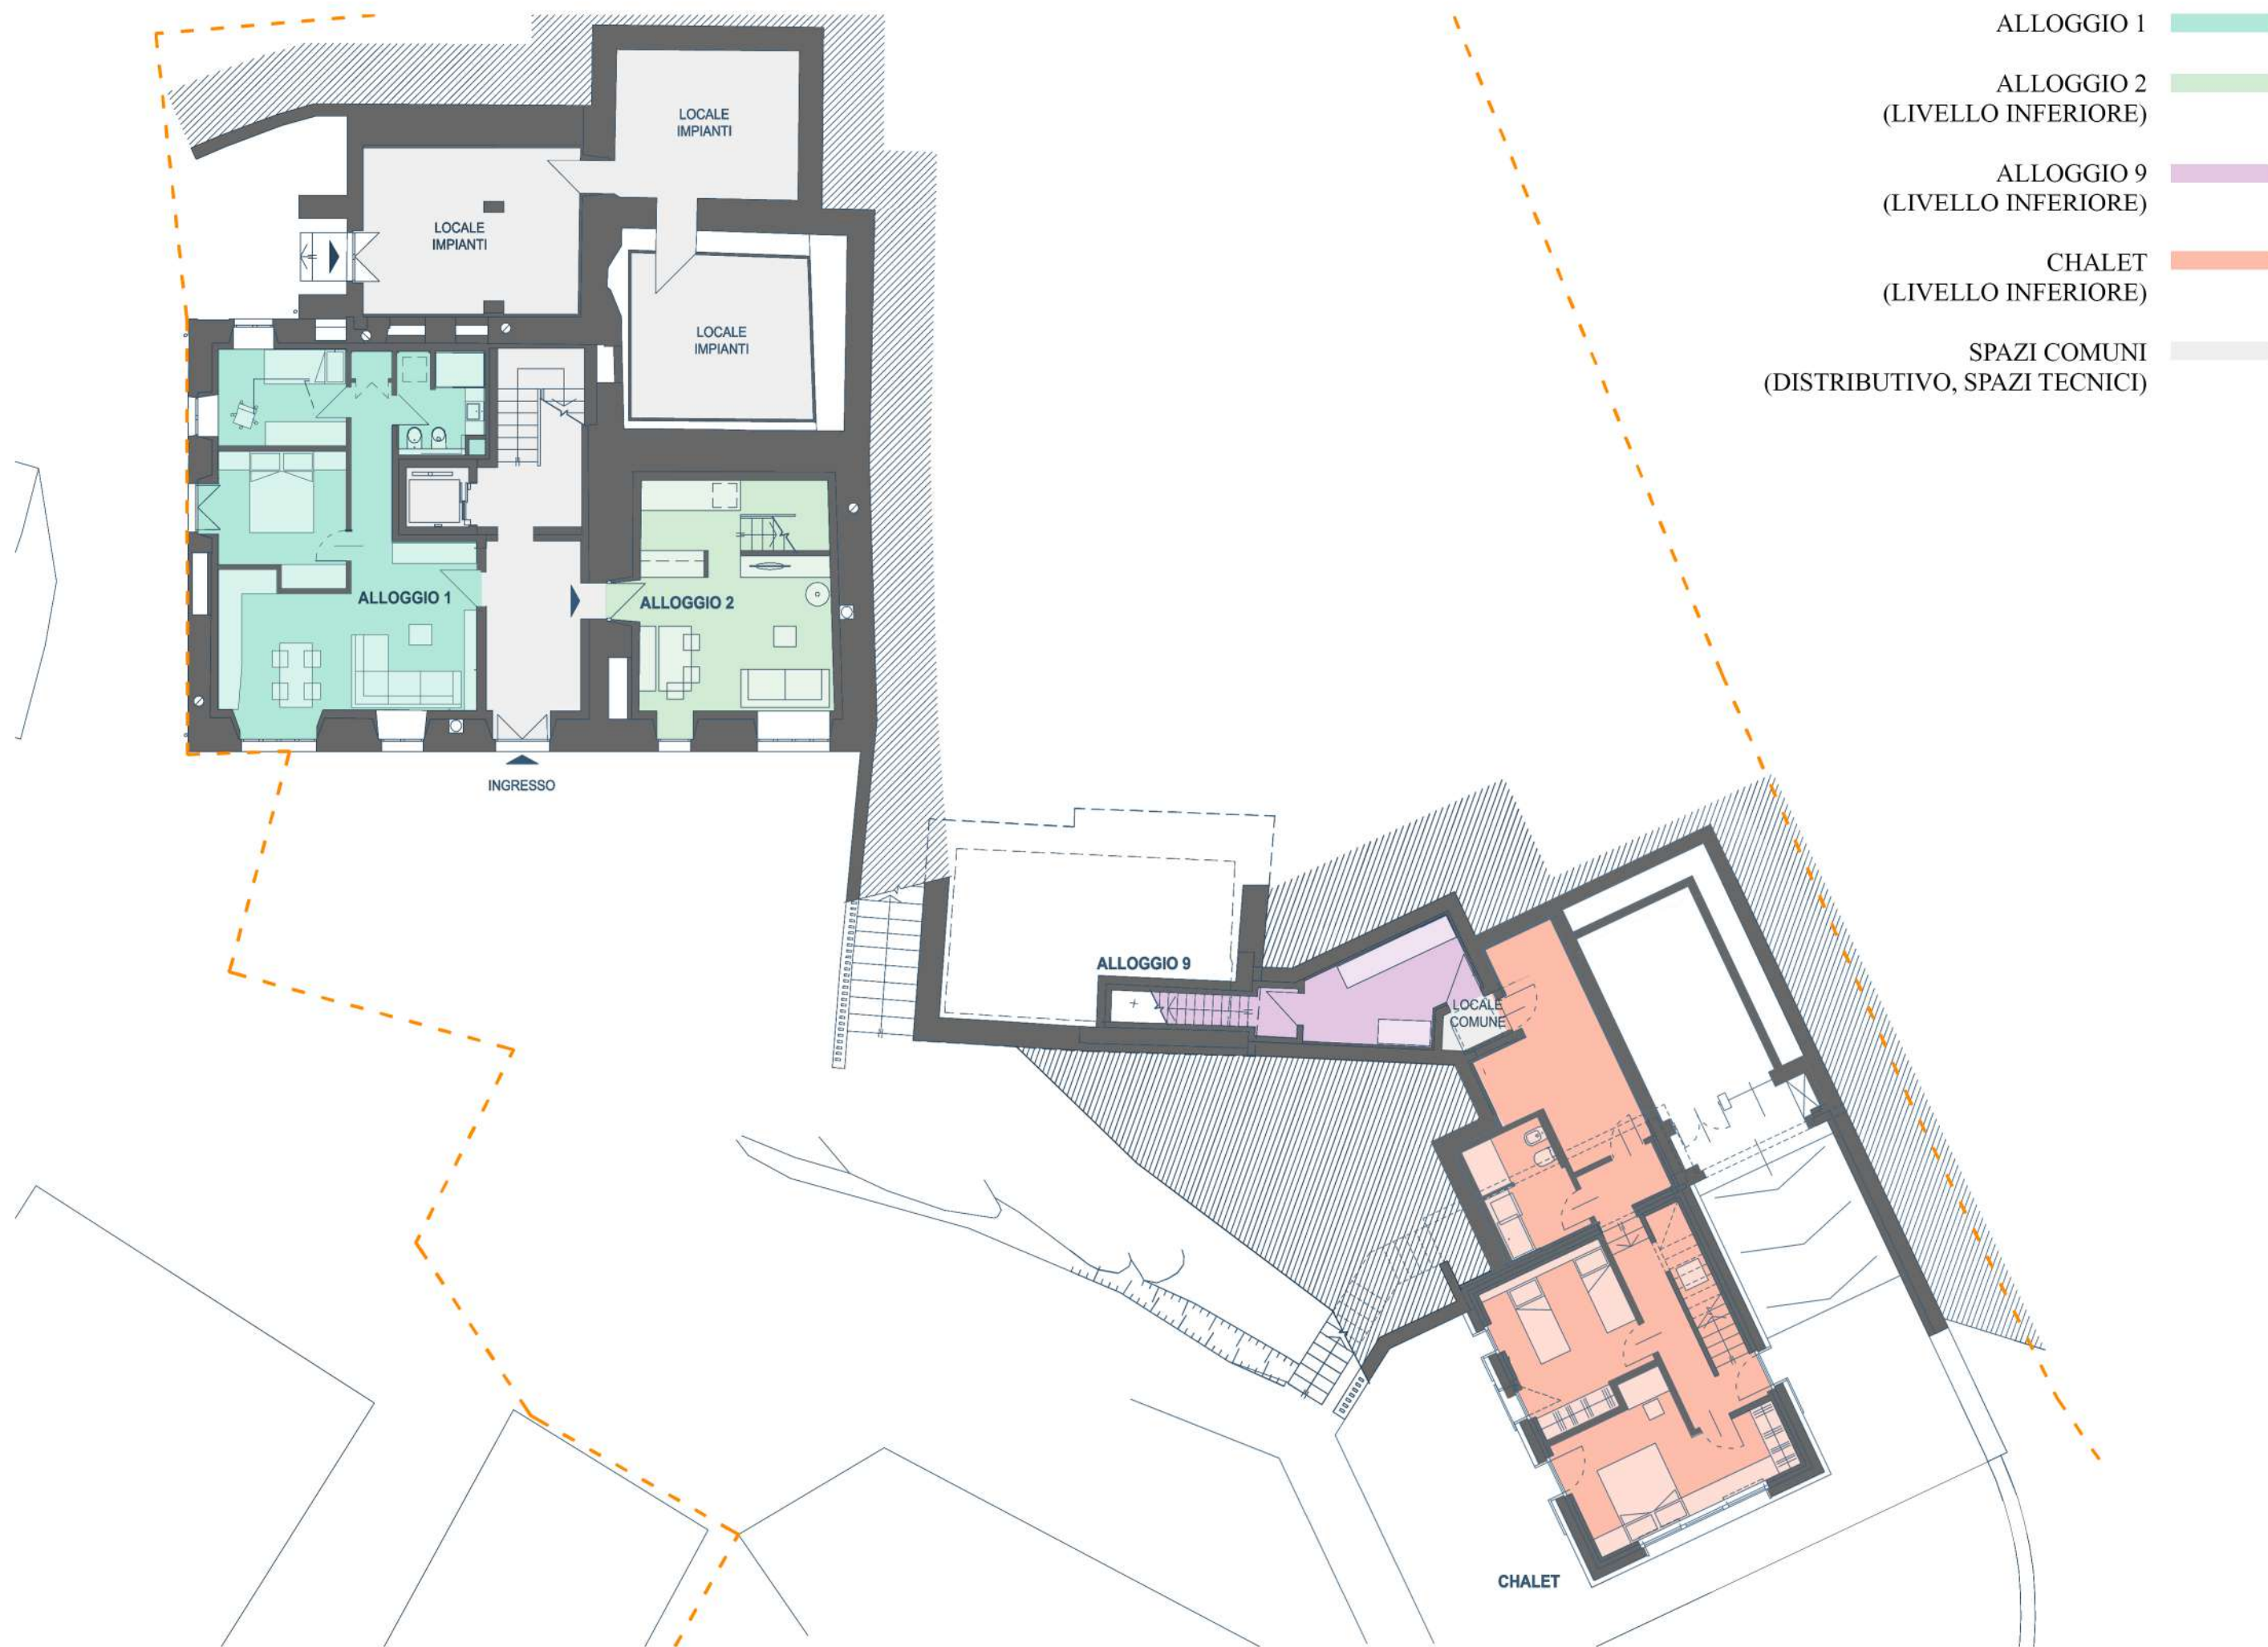 ALLOGGIO 1
ALLOGGIO 2
(LIVELLO INFERIORE)
ALLOGGIO 9
(LIVELLO INFERIORE)
CHALET
(LIVELLO INFERIORE)
SPAZI COMUNI
(DISTRIBUTIVO, SPAZI TECNICI)
LOCALE
IMPIANTI
LOCALE
IMPIANTI
LOCALE
IMPIANTI
ALLOGGIO 1
ALLOGGIO 2
INGRESSO
ALLOGGIO 9
LOCALE
COMUNE
CHALET